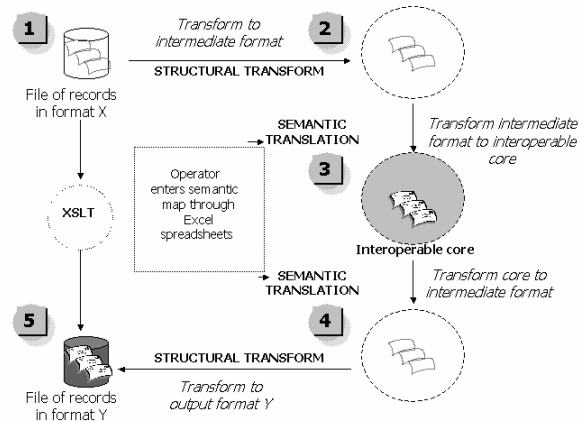 1
Transform to
intermediate format
STRUCTURAL TRANSFORM
2
File of records
in format X
SEMANTIC
TRANSLATION
Transform intermediate
format to interoperable
core
Operator
enters semantic
map through
Excel
spreadsheets
3
XSLT
Interoperable core
SEMANTIC
TRANSLATION
Transform core to
intermediate format
5
4
STRUCTURAL TRANSFORM
Transform to
output format Y
File of records
in format Y